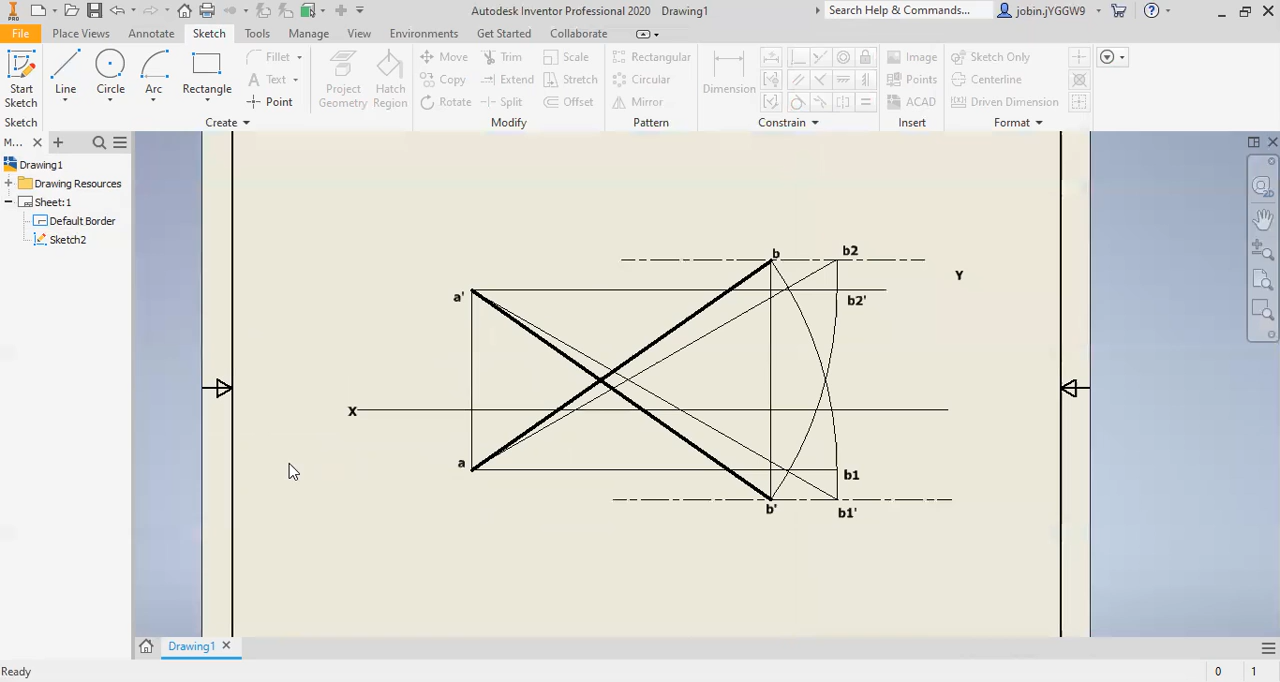 PRO
Autodesk Inventor Professional 2020 Drawing1
Search Help & Commands...
jobin.jYGGW9
File Place Views Annotate Sketch Tools Manage View Environments Get Started Collaborate
Start Sketch
Line
Circle
Arc
Rectangle
Fillet
Text
Point
Project Geometry
Hatch Region
Move
Copy
Rotate
Trim
Extend
Split
Scale
Stretch
Offset
Rectangular
Circular
Mirror
Dimension
Image
Points
ACAD
Sketch Only
Centerline
Driven Dimension
Sketch Create Modify Pattern Constrain Insert Format
M...
Drawing1
Drawing Resources
Sheet:1
Default Border
Sketch2
b
b2
Y
a'
b2'
X
a
b1
b'
b1'
Drawing1
Ready
0 1